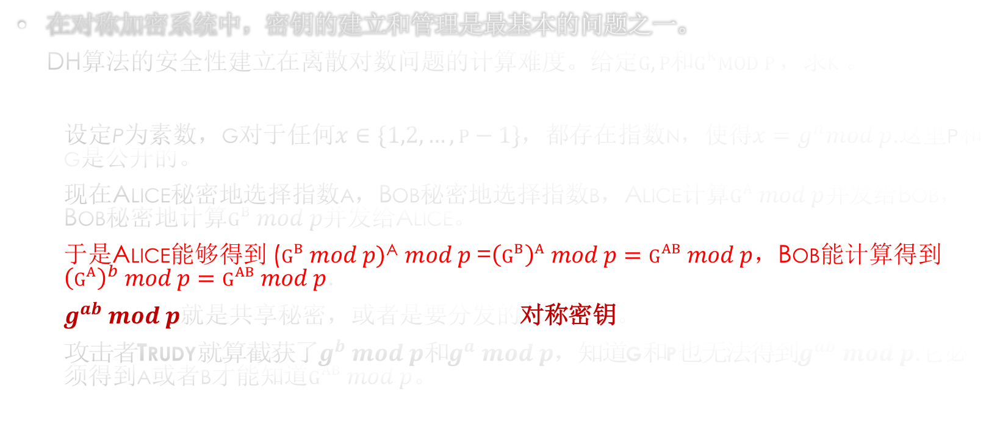 • 在对称加密系统中，密钥的建立和管理是最基本的问题之一。
DH算法的安全性建立在离散对数问题的计算难度。给定G, P和G^K MOD P ，求K 。
设定P为素数，G对于任何x ∈ {1,2, … , P − 1}，都存在指数N，使得x = g^n mod p.这里P和
G是公开的。
现在ALICE秘密地选择指数A，BOB秘密地选择指数B，ALICE计算G^A mod p并发给BOB，
BOB秘密地计算G^B mod p并发给ALICE。
于是ALICE能够得到 (G^B mod p)^A mod p =(G^B)^A mod p = G^AB mod p，BOB能计算得到
(G^A)^b mod p = G^AB mod p.
g^ab mod p就是共享秘密，或者是要分发的对称密钥。
攻击者TRUDY就算截获了g^b mod p和g^a mod p，知道G和P也无法得到g^ab mod p.它必
须得到A或者B才能知道G^AB mod p。